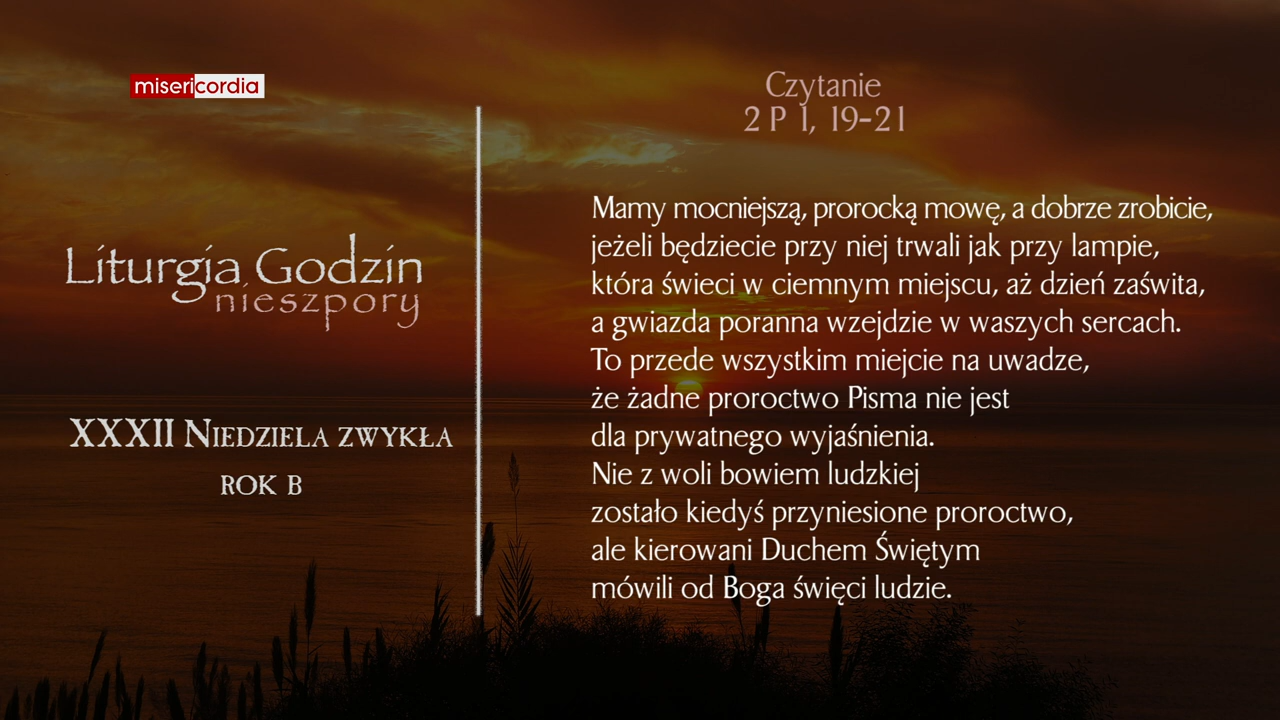 misericordia
Liturgia Godzin
nieszpory
XXXII Niedziela zwykła
rok B
Czytanie
2 P 1, 19-21
Mamy mocniejszą, prorocką mowę, a dobrze zrobicie,
jeżeli będziecie przy niej trwali jak przy lampie,
która świeci w ciemnym miejscu, aż dzień zaświta,
a gwiazda poranna wzejdzie w waszych sercach.
To przede wszystkim miejcie na uwadze,
że żadne proroctwo Pisma nie jest
dla prywatnego wyjaśnienia.
Nie z woli bowiem ludzkiej
zostało kiedyś przyniesione proroctwo,
ale kierowani Duchem Świętym
mówili od Boga święci ludzie.